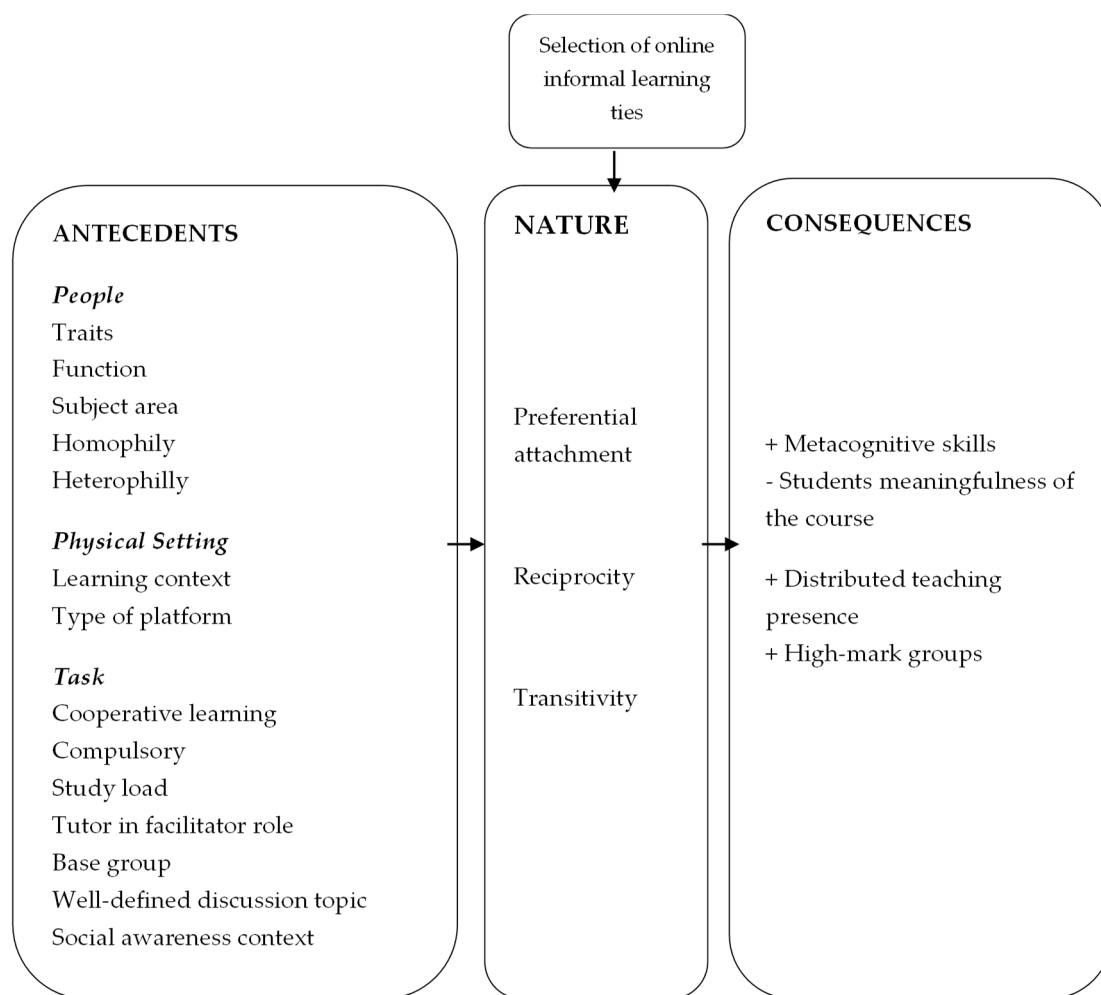 Selection of online
informal learning
ties
ANTECEDENTS
People
Traits
Function
Subject area
Homophily
Heterophilly
Physical Setting
Learning context
Type of platform
Task
Cooperative learning
Compulsory
Study load
Tutor in facilitator role
Base group
Well-defined discussion topic
Social awareness context
NATURE
Preferential
attachment
Reciprocity
Transitivity
CONSEQUENCES
+ Metacognitive skills
- Students meaningfulness of
the course
+ Distributed teaching
presence
+ High-mark groups